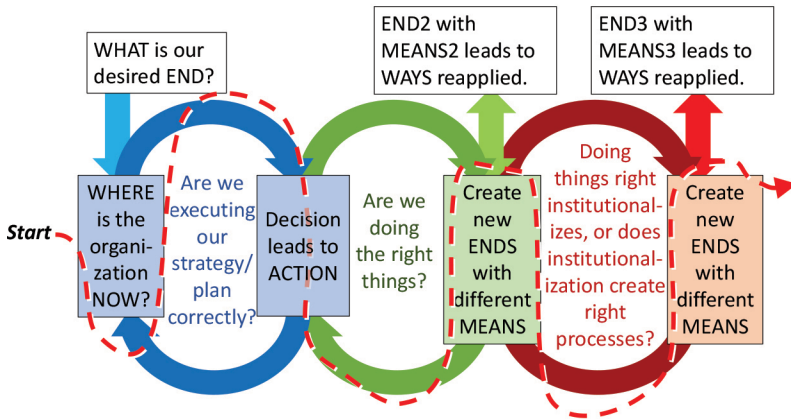 WHAT is our
desired END?
END2 with
MEANS2 leads to
WAYS reapplied.
END3 with
MEANS3 leads to
WAYS reapplied.
Start
WHERE
is the
organi-
zation
NOW?
Are we
executing
our
strategy/
plan
correctly?
Decision
leads to
ACTION
Are we
doing
the right
things?
Create
new
ENDS
with
different
MEANS
Doing
things right
institutional-
izes, or does
institutional-
ization create
right
processes?
Create
new
ENDS
with
different
MEANS